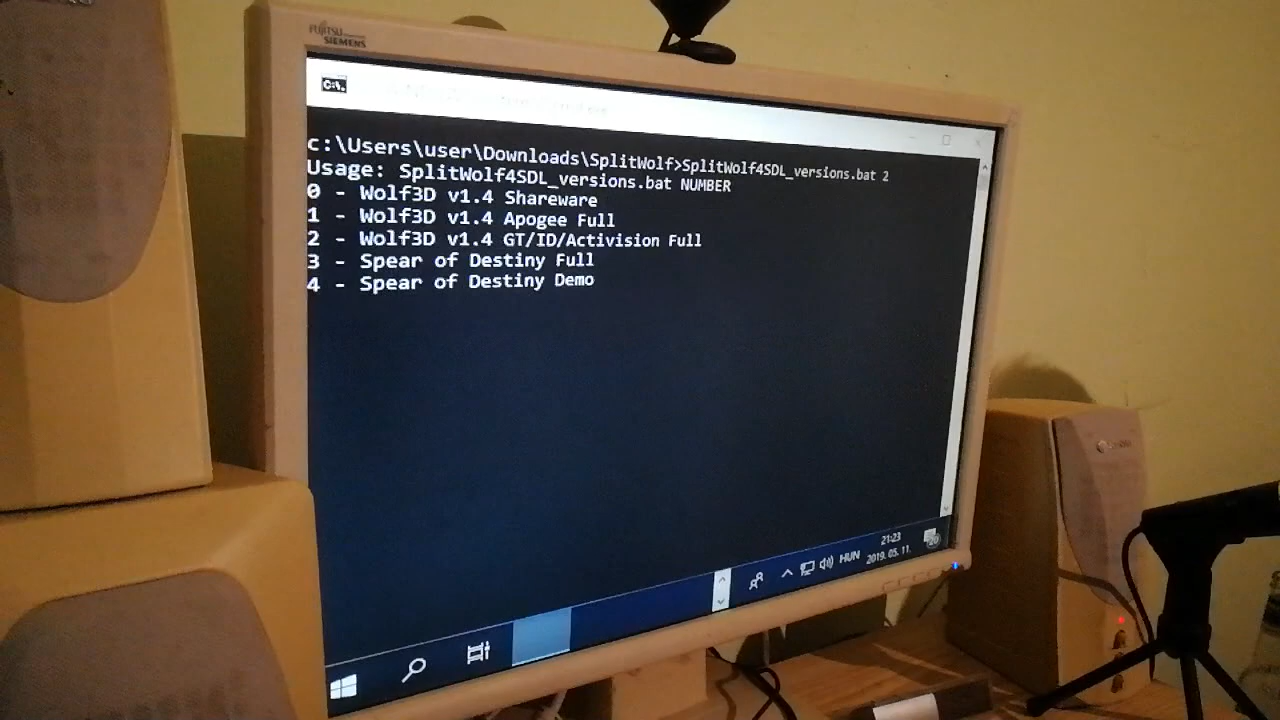 FUJITSU
SIEMENS
C:\.
c:\Users\user\Downloads\SplitWolf>SplitWolf4SDL_versions.bat 2
Usage: SplitWolf4SDL_versions.bat NUMBER
0 - Wolf3D v1.4 Shareware
1 - Wolf3D v1.4 Apogee Full
2 - Wolf3D v1.4 GT/ID/Activision Full
3 - Spear of Destiny Full
4 - Spear of Destiny Demo
HUN
21:23
2019. 05. 11.
20